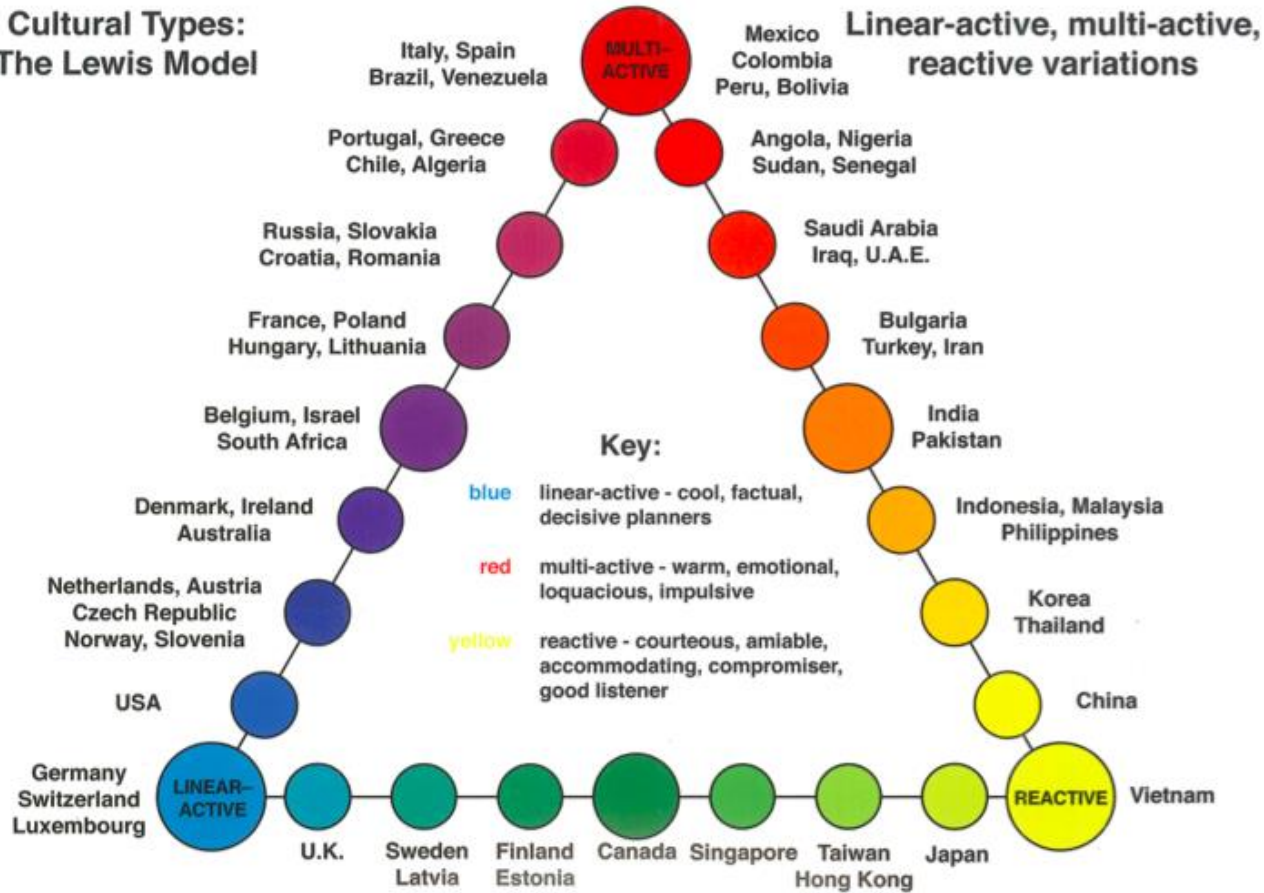 Cultural Types:
The Lewis Model
Linear-active, multi-active,
reactive variations
MULTI-
ACTIVE
Italy, Spain
Brazil, Venezuela
Mexico
Colombia
Peru, Bolivia
Portugal, Greece
Chile, Algeria
Angola, Nigeria
Sudan, Senegal
Russia, Slovakia
Croatia, Romania
Saudi Arabia
Iraq, U.A.E.
France, Poland
Hungary, Lithuania
Bulgaria
Turkey, Iran
Belgium, Israel
South Africa
India
Pakistan
Denmark, Ireland
Australia
Indonesia, Malaysia
Philippines
Netherlands, Austria
Czech Republic
Norway, Slovenia
Korea
Thailand
USA
China
Key:
blue linear-active - cool, factual,
decisive planners
red multi-active - warm, emotional,
loquacious, impulsive
yellow reactive - courteous, amiable,
accommodating, compromiser,
good listener
Germany
Switzerland
Luxembourg
LINEAR-
ACTIVE
REACTIVE
Vietnam
U.K.
Sweden
Latvia
Finland
Estonia
Canada
Singapore
Taiwan
Hong Kong
Japan